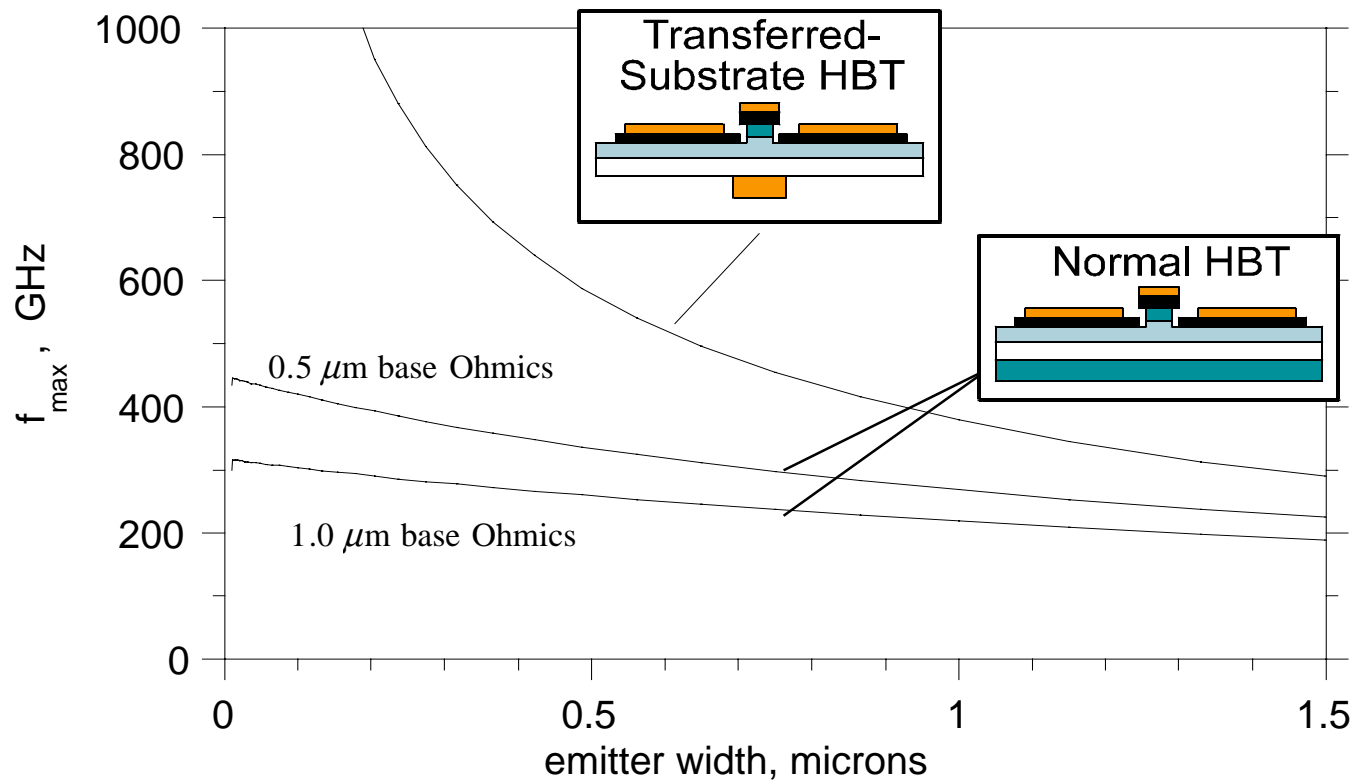 Transferred-
Substrate HBT
Normal HBT
0.5 μm base Ohmics
1.0 μm base Ohmics
f max, GHz
1000
800
600
400
200
0
0
0.5
1
1.5
emitter width, microns